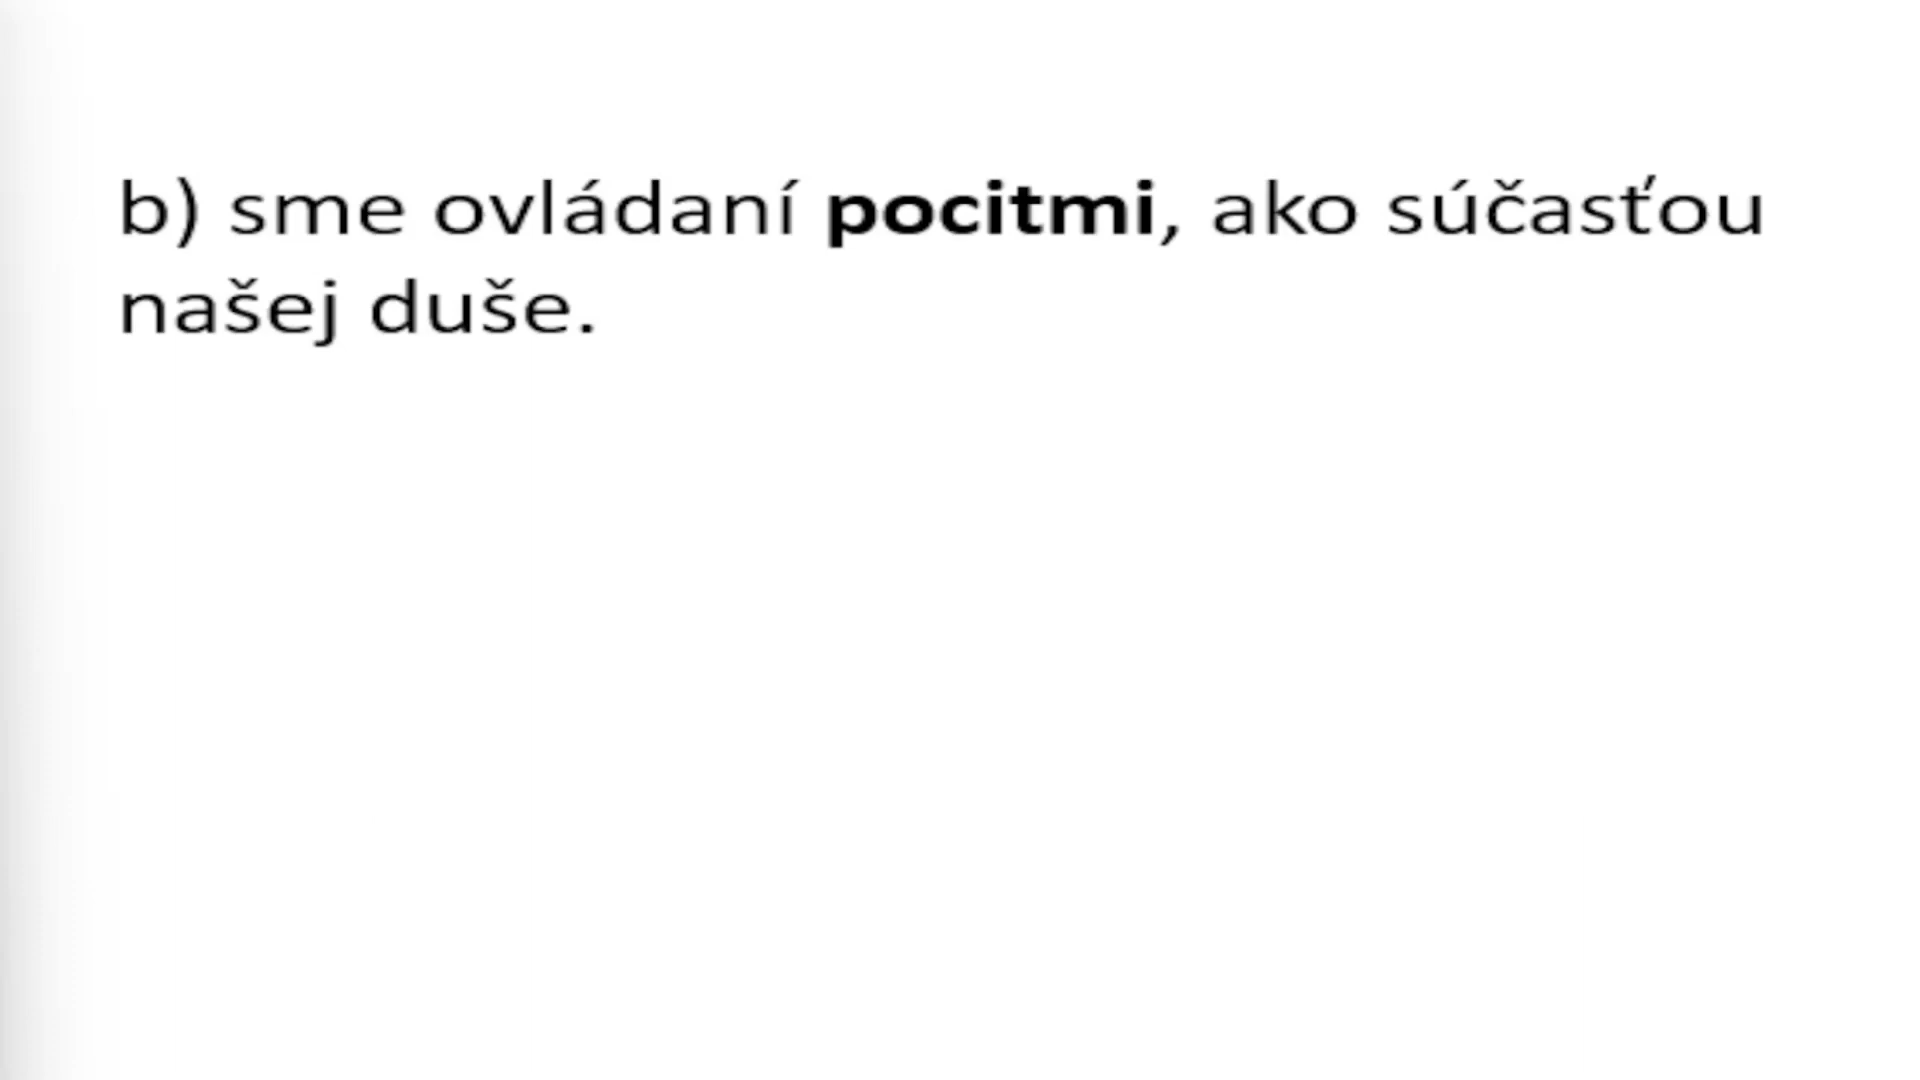 b) sme ovládaní pocitmi, ako súčasťou
našej duše.